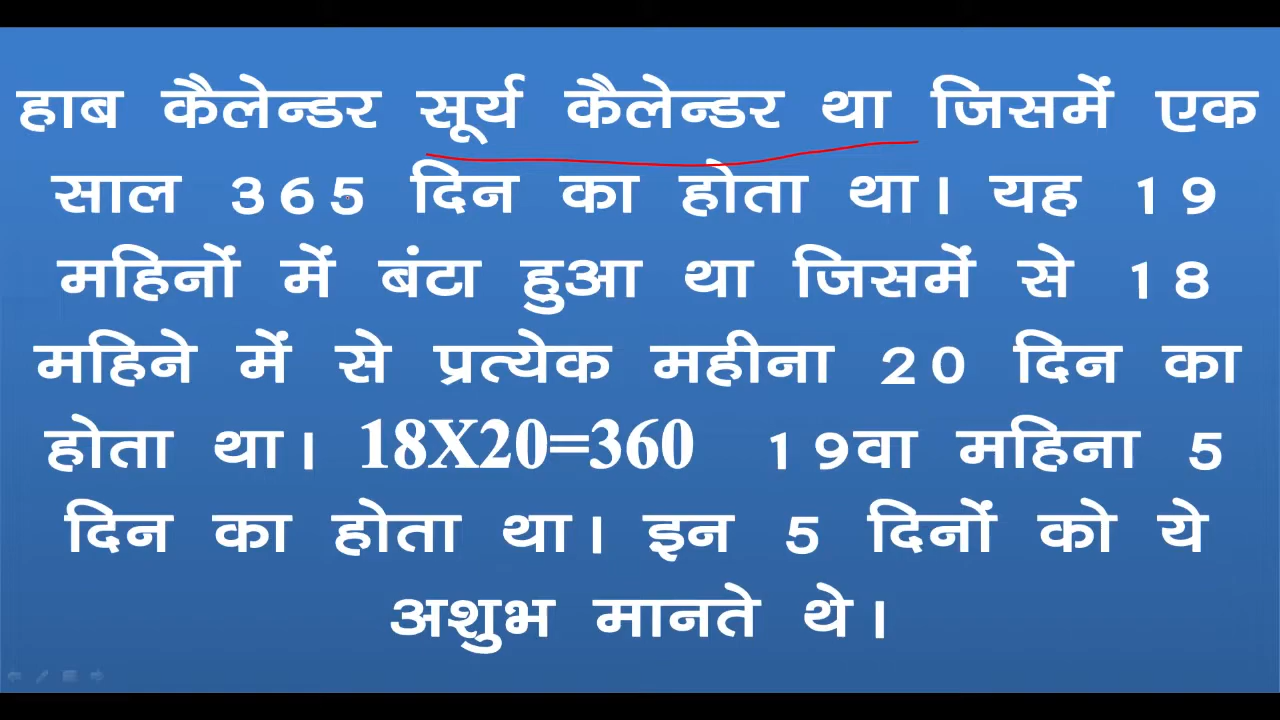 हाब कैलेन्डर सूर्य कैलेन्डर था जिसमें एक
साल 365 दिन का होता था। यह 19
महिनों में बंटा हुआ था जिसमें से 18
महिने में से प्रत्येक महीना 20 दिन का
होता था। 18X20=360 19वा महिना 5
दिन का होता था। इन 5 दिनों को ये
अशुभ मानते थे।